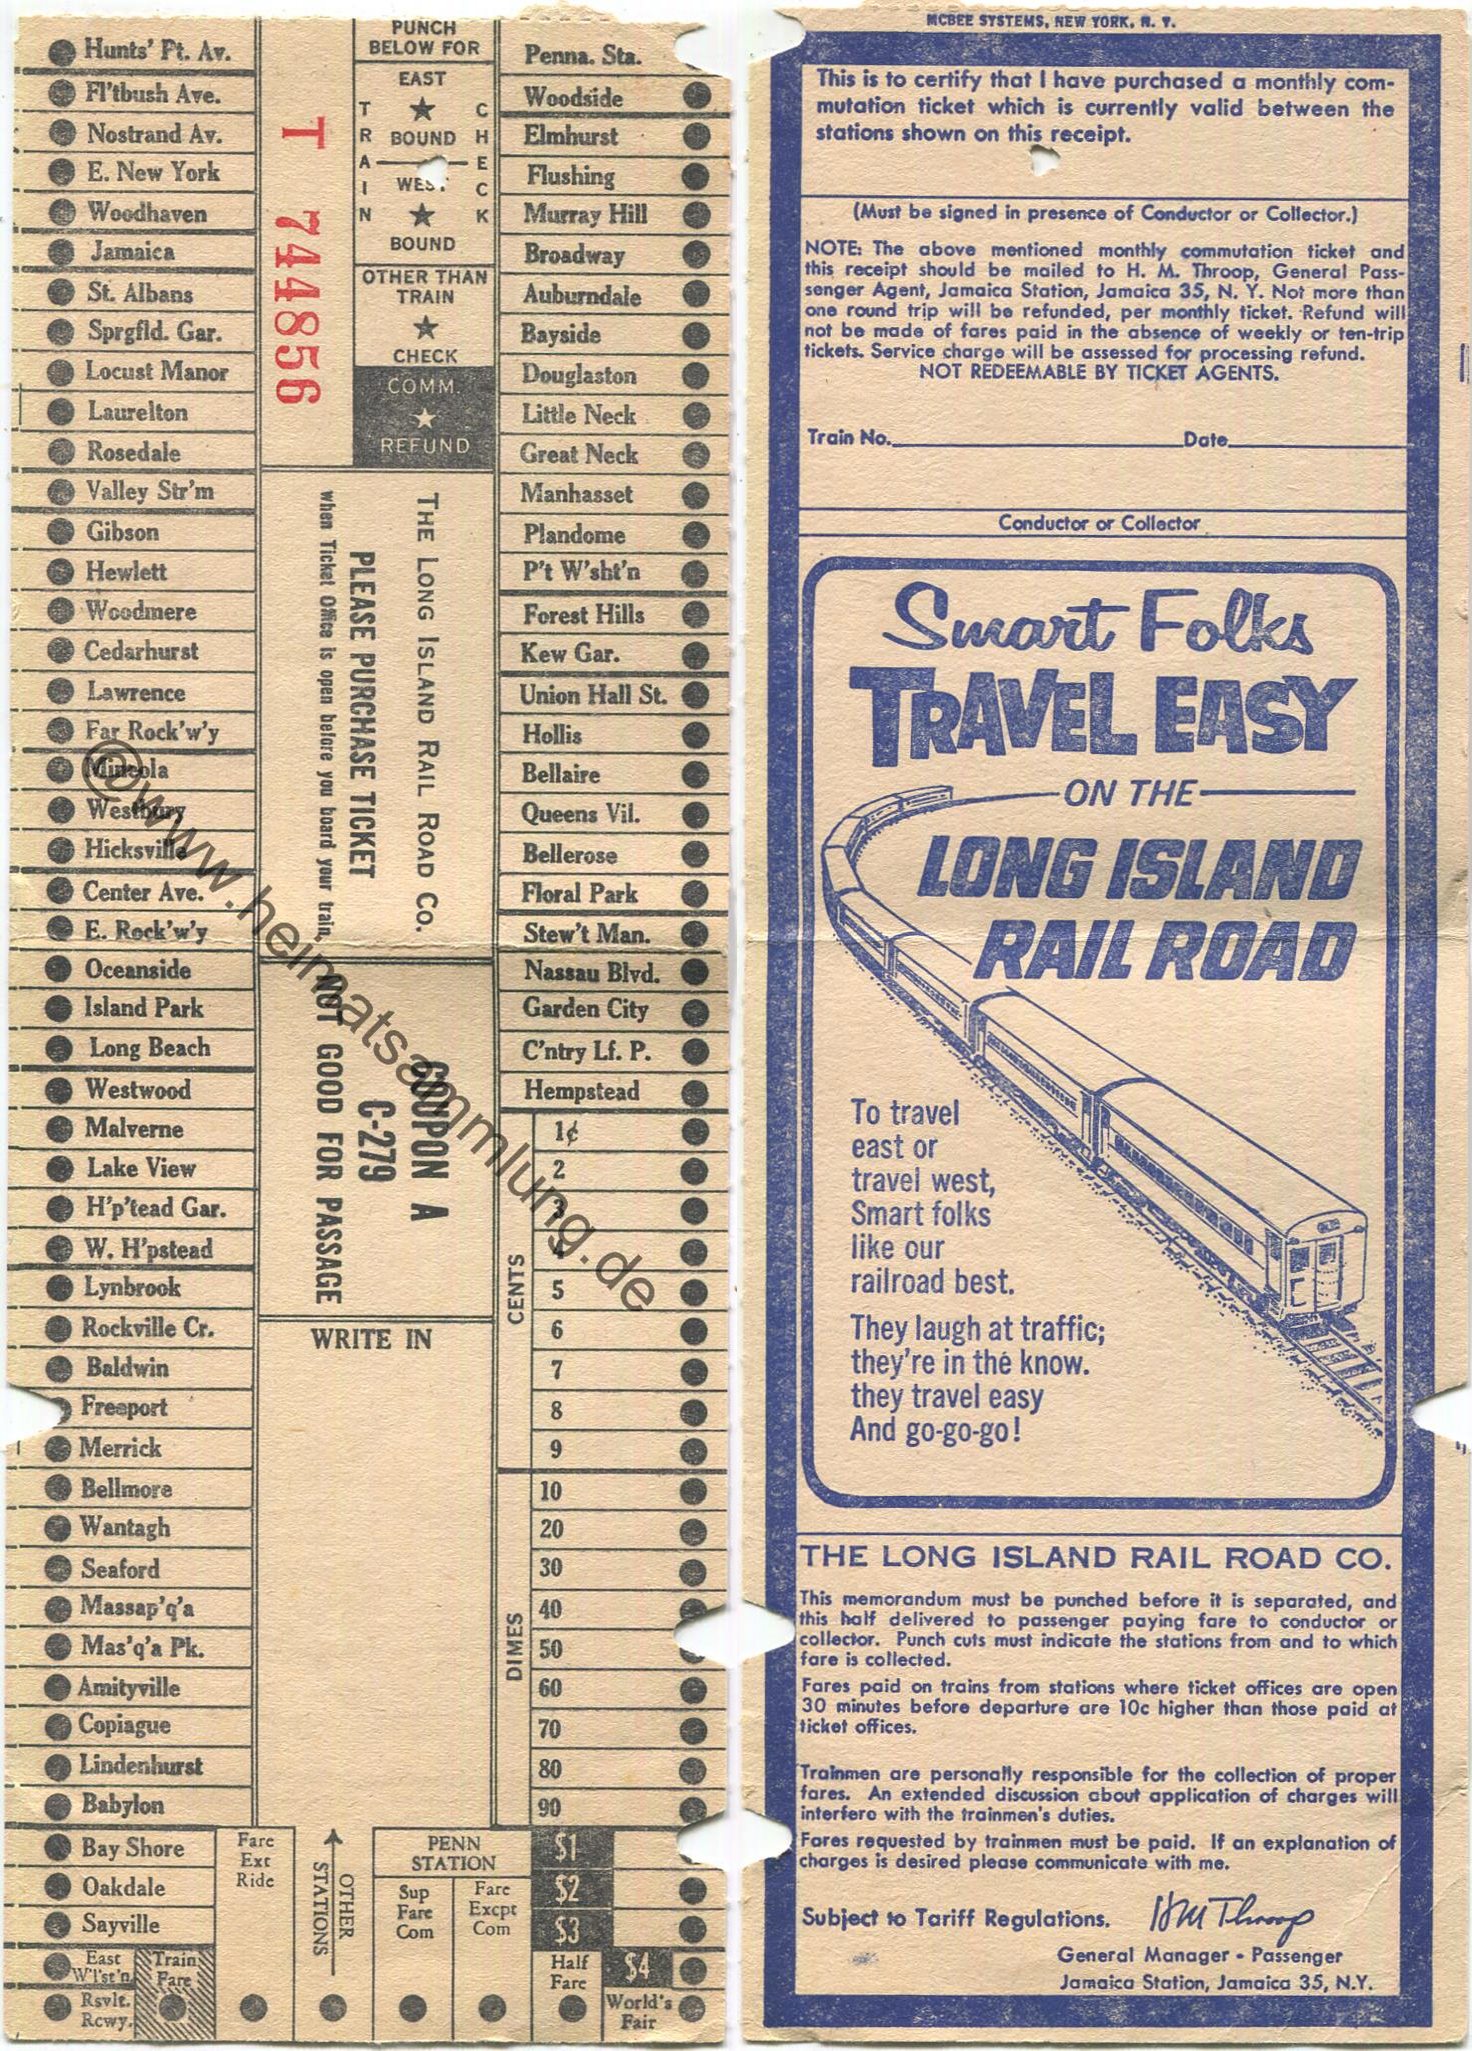 Hunts' Pt. Av.
Fl'tbush Ave.
Nostrand Av.
E. New York
Woodhaven
Jamaica
St. Albans
Sprgfld. Gar.
Locust Manor
Laurelton
Rosedale
Valley Str'm
Gibson
Hewlett
Woodmere
Cedarhurst
Lawrence
Far Rock'w'y
Mineola
Westbury
Hicksville
Center Ave.
E. Rock'w'y
Oceanside
Island Park
Long Beach
Westwood
Malverne
Lake View
H'p'tead Gar.
W. H'pstead
Lynbrook
Rockville Cr.
Baldwin
Freeport
Merrick
Bellmore
Wantagh
Seaford
Massap'q'a
Mas'q'a Pk.
Amityville
Copiague
Lindenhurst
Babylon
Bay Shore
Oakdale
Sayville
East
W'l'st'n
Rsvlt.
Rcwy.
Train
Fare
Fare
Ext
Ride
OTHER
STATIONS
PENN
STATION
Sup
Fare
Com
Fare
Excpt
Com
T 744856
PUNCH
BELOW FOR
TRAIN
EAST
★
BOUND
WEST
★
BOUND
CHECK
OTHER THAN
TRAIN
★
CHECK
COMM.
★
REFUND
THE LONG ISLAND RAIL ROAD CO.
PLEASE PURCHASE TICKET
when Ticket Office is open before you board your train
COUPON A
C-279
NOT GOOD FOR PASSAGE
WRITE IN
Penna. Sta.
Woodside
Elmhurst
Flushing
Murray Hill
Broadway
Auburndale
Bayside
Douglaston
Little Neck
Great Neck
Manhasset
Plandome
P't W'sht'n
Forest Hills
Kew Gar.
Union Hall St.
Hollis
Bellaire
Queens Vil.
Bellerose
Floral Park
Stew't Man.
Nassau Blvd.
Garden City
C'ntry Lf. P.
Hempstead
CENTS
1¢
2
3
4
5
6
7
8
9
DIMES
10
20
30
40
50
60
70
80
90
$1
$2
$3
Half
Fare
$4
World's
Fair
©www.heimatsammlung.de
MCBEE SYSTEMS, NEW YORK, N. Y.
This is to certify that I have purchased a monthly com-
mutation ticket which is currently valid between the
stations shown on this receipt.
(Must be signed in presence of Conductor or Collector.)
NOTE: The above mentioned monthly commutation ticket and
this receipt should be mailed to H. M. Throop, General Pass-
senger Agent, Jamaica Station, Jamaica 35, N. Y. Not more than
one round trip will be refunded, per monthly ticket. Refund will
not be made of fares paid in the absence of weekly or ten-trip
tickets. Service charge will be assessed for processing refund.
NOT REDEEMABLE BY TICKET AGENTS.
Train No. Date
Conductor or Collector
Smart Folks
TRAVEL EASY
ON THE
LONG ISLAND
RAIL ROAD
To travel
east or
travel west,
Smart folks
like our
railroad best.
They laugh at traffic;
they're in the know.
they travel easy
And go-go-go!
THE LONG ISLAND RAIL ROAD CO.
This memorandum must be punched before it is separated, and
this half delivered to passenger paying fare to conductor or
collector. Punch cuts must indicate the stations from and to which
fare is collected.
Fares paid on trains from stations where ticket offices are open
30 minutes before departure are 10c higher than those paid at
ticket offices.
Trainmen are personally responsible for the collection of proper
fares. An extended discussion about application of charges will
interfere with the trainmen's duties.
Fares requested by trainmen must be paid. If an explanation of
charges is desired please communicate with me.
Subject to Tariff Regulations. HM Throop
General Manager - Passenger
Jamaica Station, Jamaica 35, N.Y.